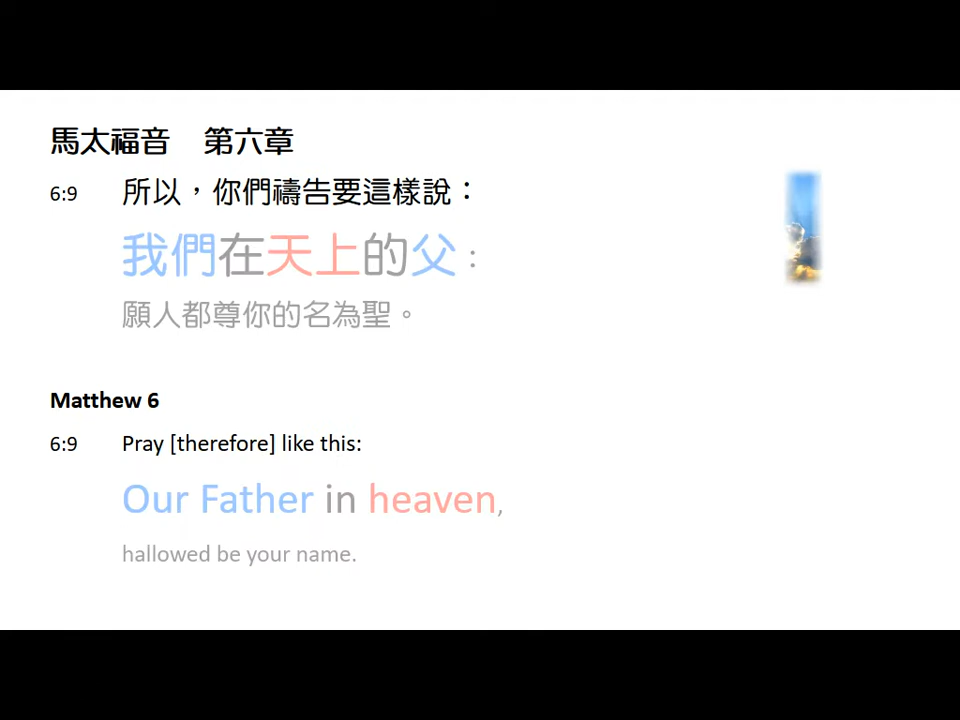 馬太福音　第六章
6:9 所以，你們禱告要這樣說：
我們在天上的父：
願人都尊你的名為聖。
Matthew 6
6:9 Pray [therefore] like this:
Our Father in heaven,
hallowed be your name.